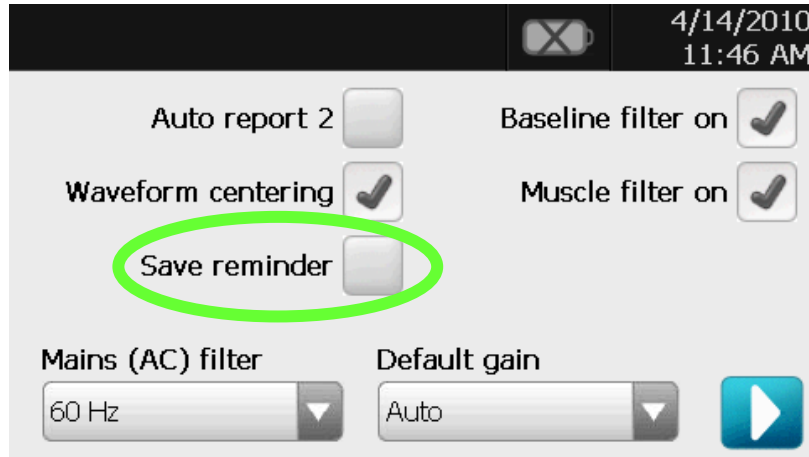 4/14/2010
11:46 AM
Auto report 2
Baseline filter on
Waveform centering
Muscle filter on
Save reminder
Mains (AC) filter
Default gain
60 Hz
Auto